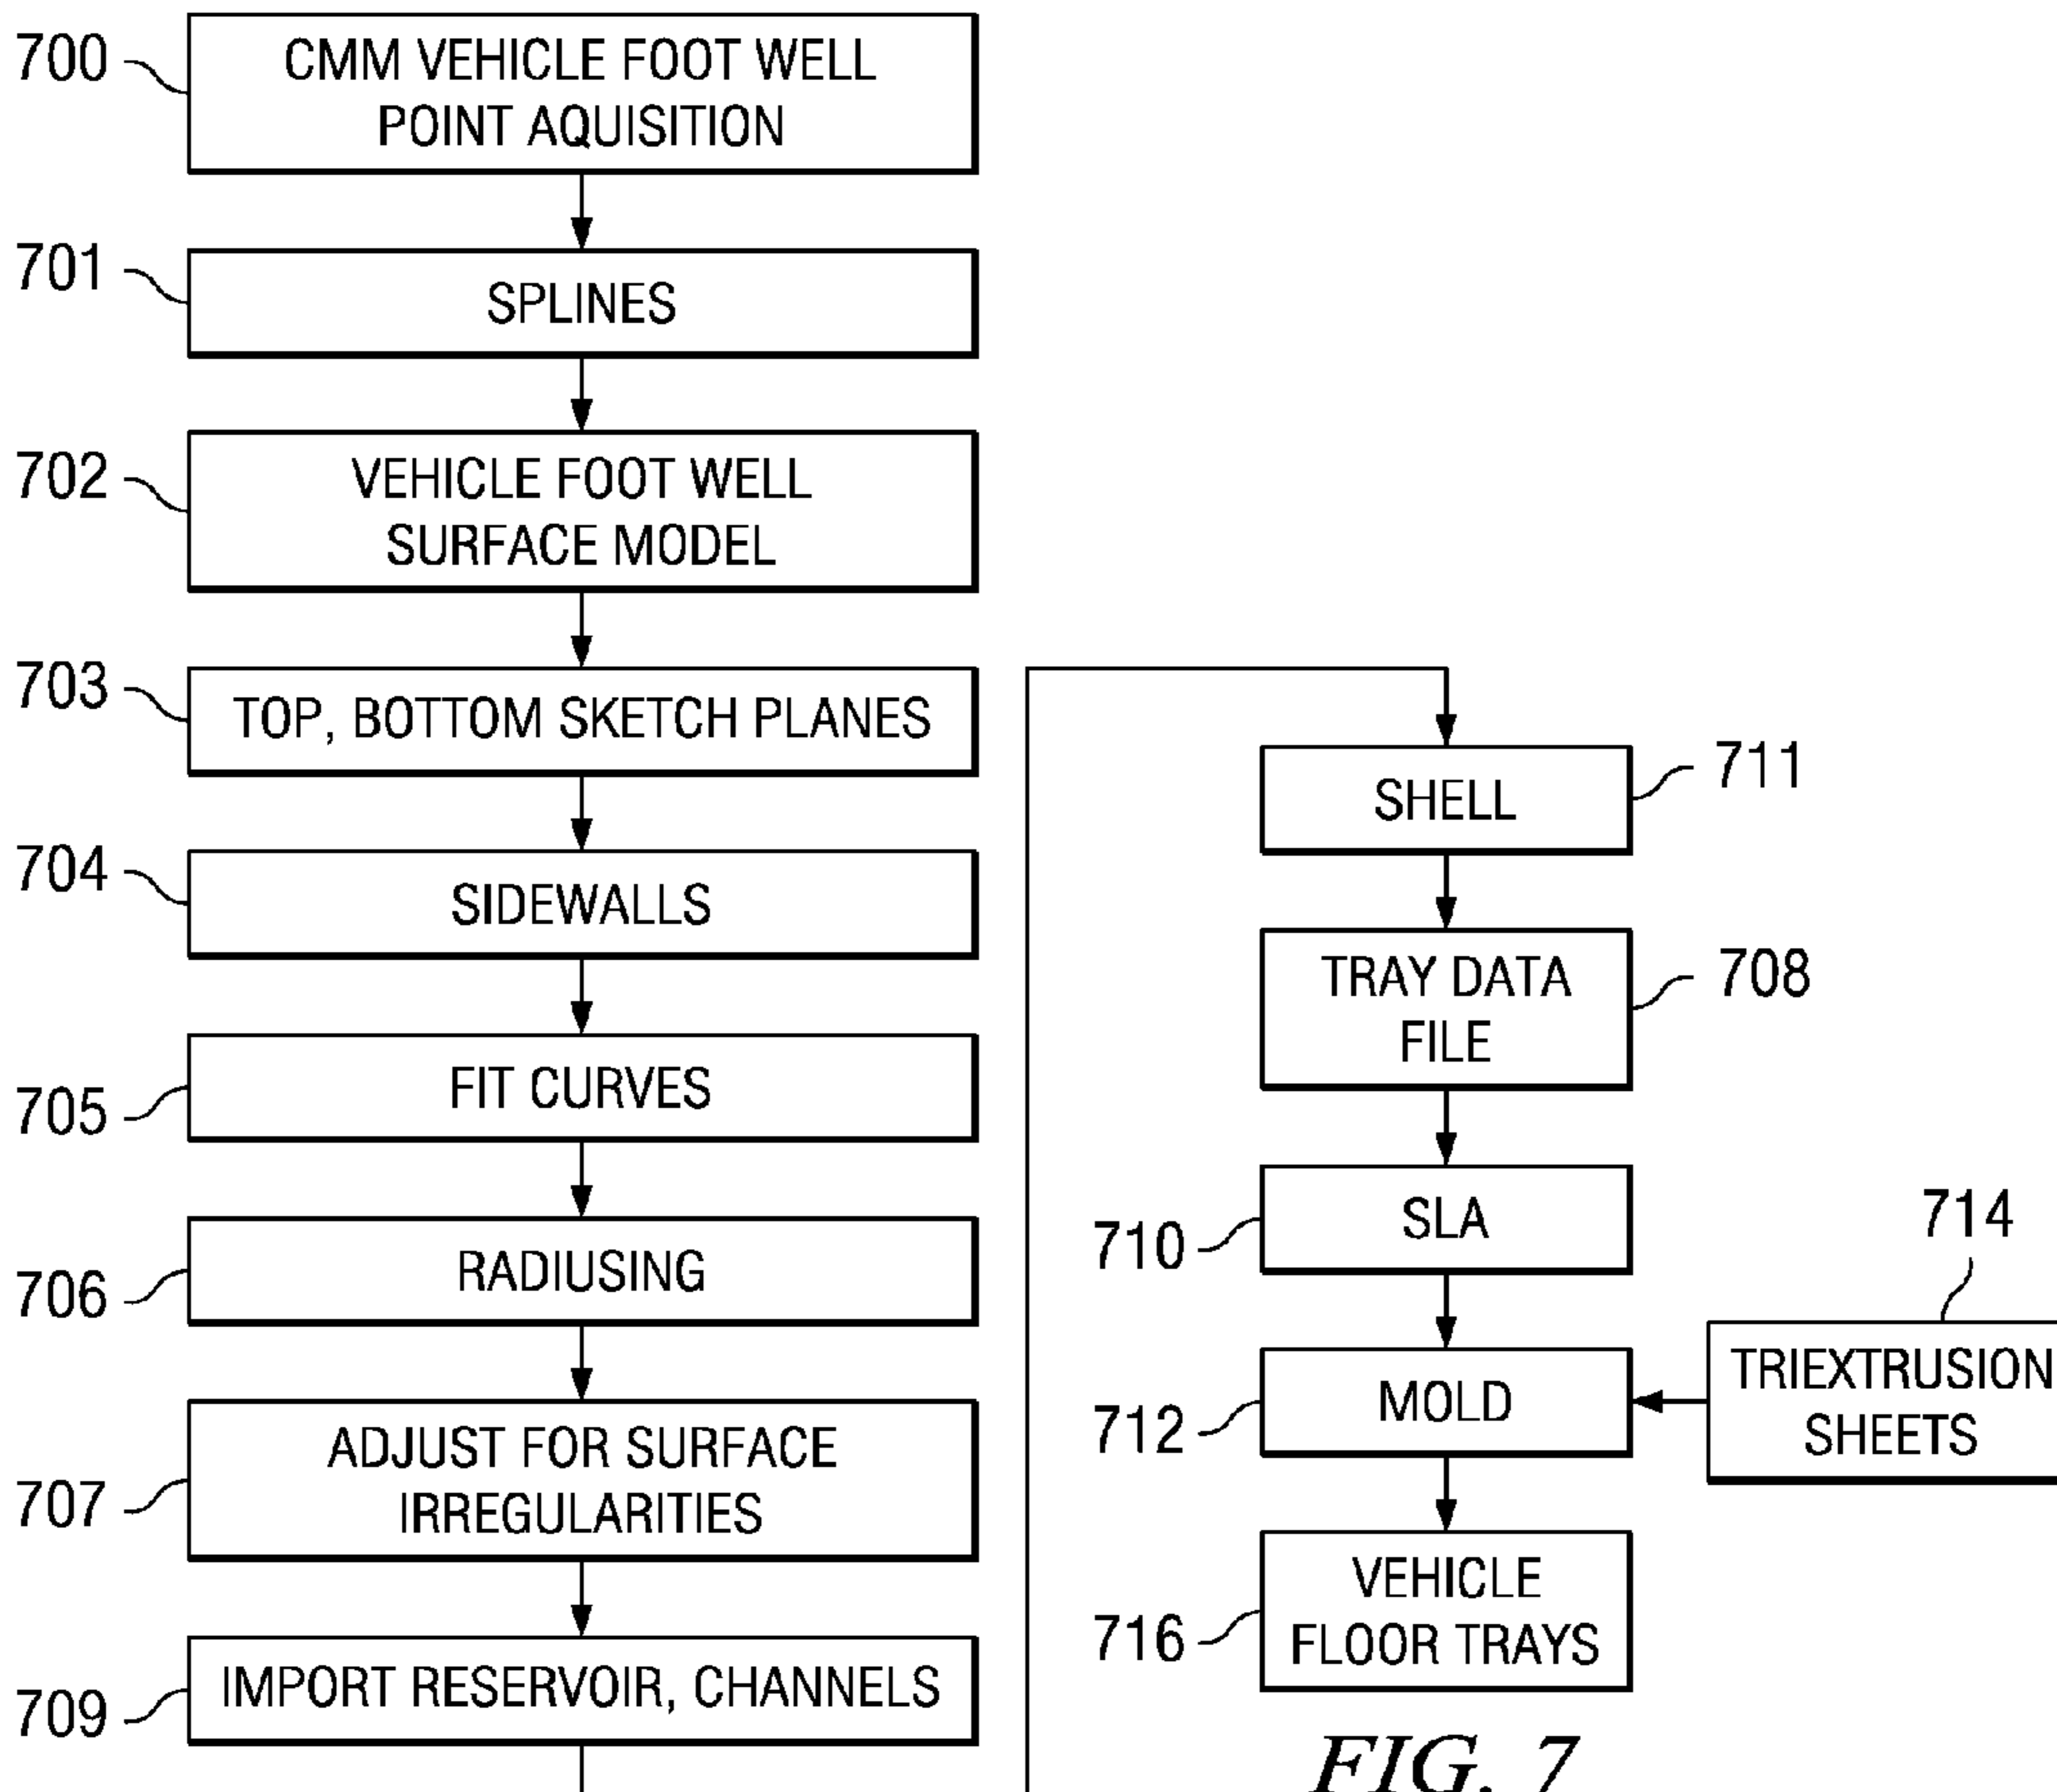 700
CMM VEHICLE FOOT WELL
POINT AQUISITION
701
SPLINES
702
VEHICLE FOOT WELL
SURFACE MODEL
703
TOP, BOTTOM SKETCH PLANES
704
SIDEWALLS
705
FIT CURVES
706
RADIUSING
707
ADJUST FOR SURFACE
IRREGULARITIES
709
IMPORT RESERVOIR, CHANNELS
SHELL
711
TRAY DATA
FILE
708
710
SLA
712
MOLD
714
TRIEXTRUSION
SHEETS
716
VEHICLE
FLOOR TRAYS
FIG. 7